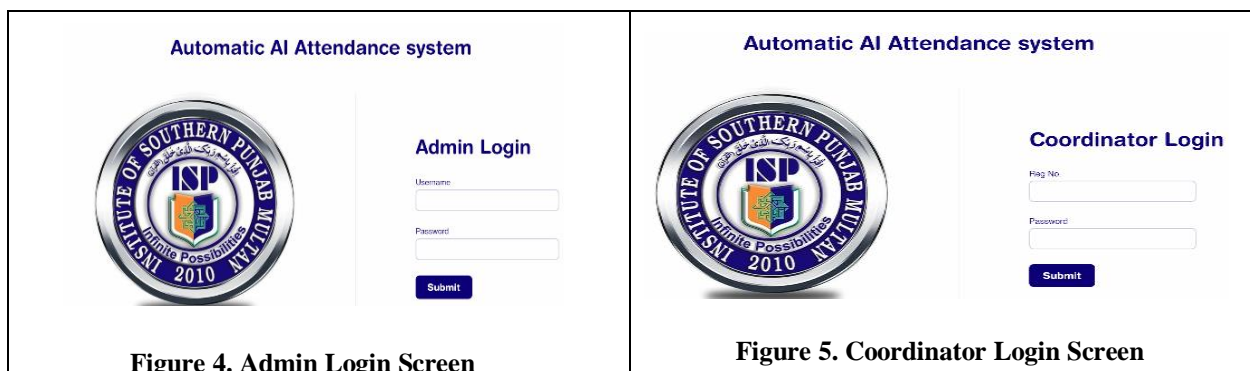 Automatic AI Attendance system
INSTITUTE OF SOUTHERN PUNJAB MULTAN
ISP
Infinite Possibilities
2010
Admin Login
Username
Password
Submit
Figure 4. Admin Login Screen
Automatic AI Attendance system
INSTITUTE OF SOUTHERN PUNJAB MULTAN
ISP
Infinite Possibilities
2010
Coordinator Login
Reg No.
Password
Submit
Figure 5. Coordinator Login Screen